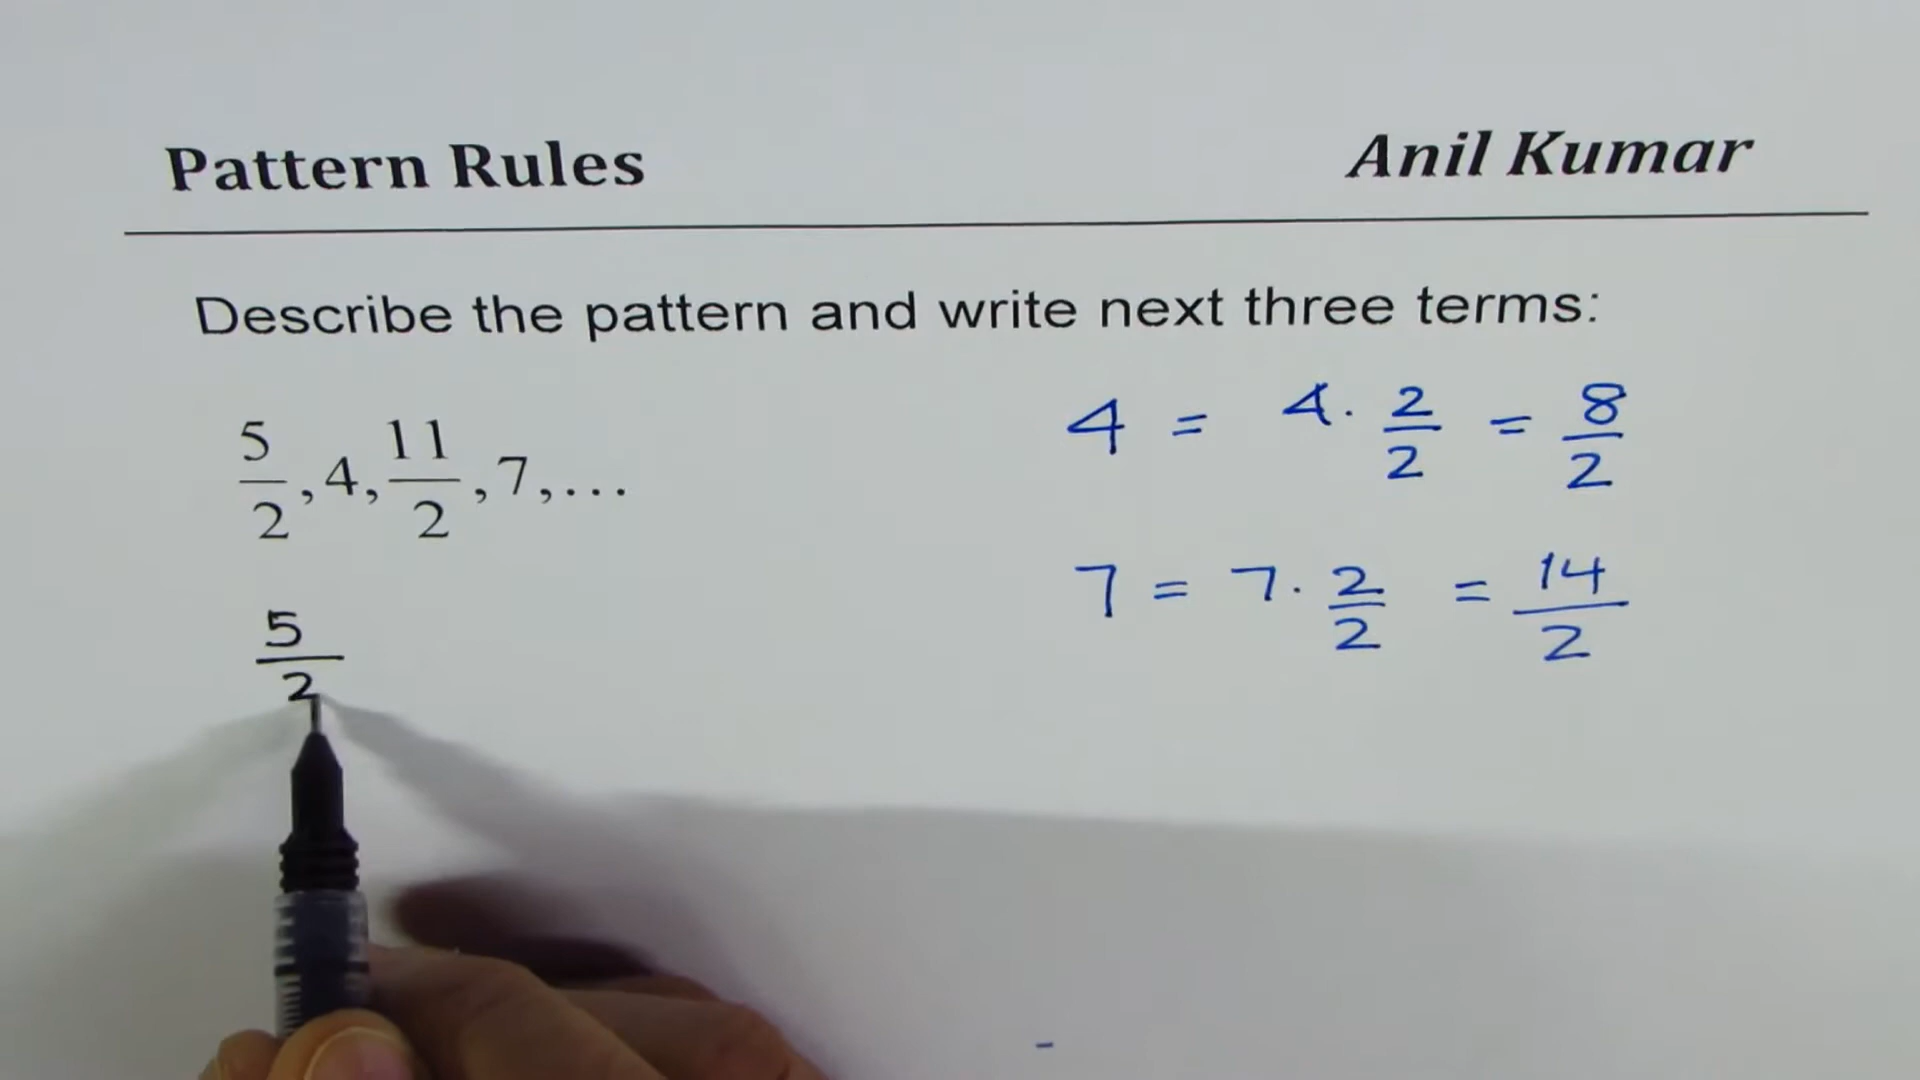 Pattern Rules
Anil Kumar
Describe the pattern and write next three terms:
5/2, 4, 11/2, 7, ...
4 = 4 · 2/2 = 8/2
7 = 7 · 2/2 = 14/2
5/2